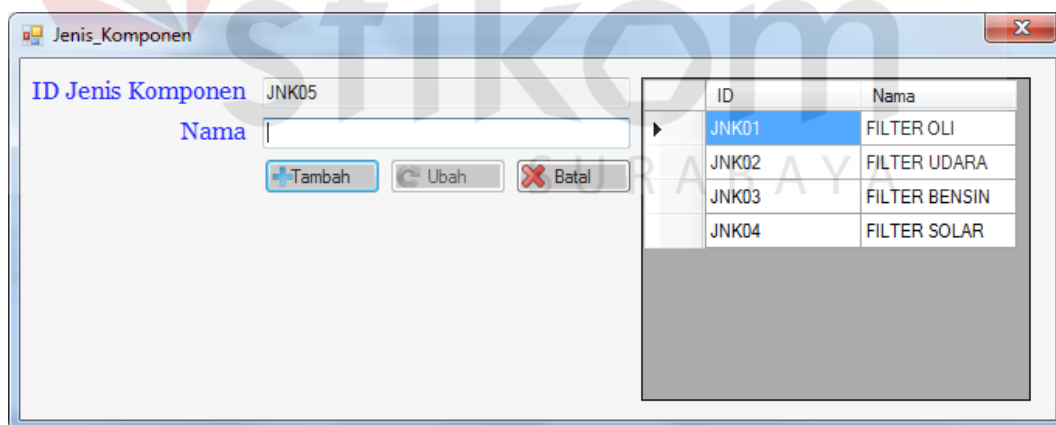 stikom
SURABAYA
Jenis_Komponen
ID Jenis Komponen JNK05
Nama
Tambah Ubah Batal
ID Nama
JNK01 FILTER OLI
JNK02 FILTER UDARA
JNK03 FILTER BENSIN
JNK04 FILTER SOLAR